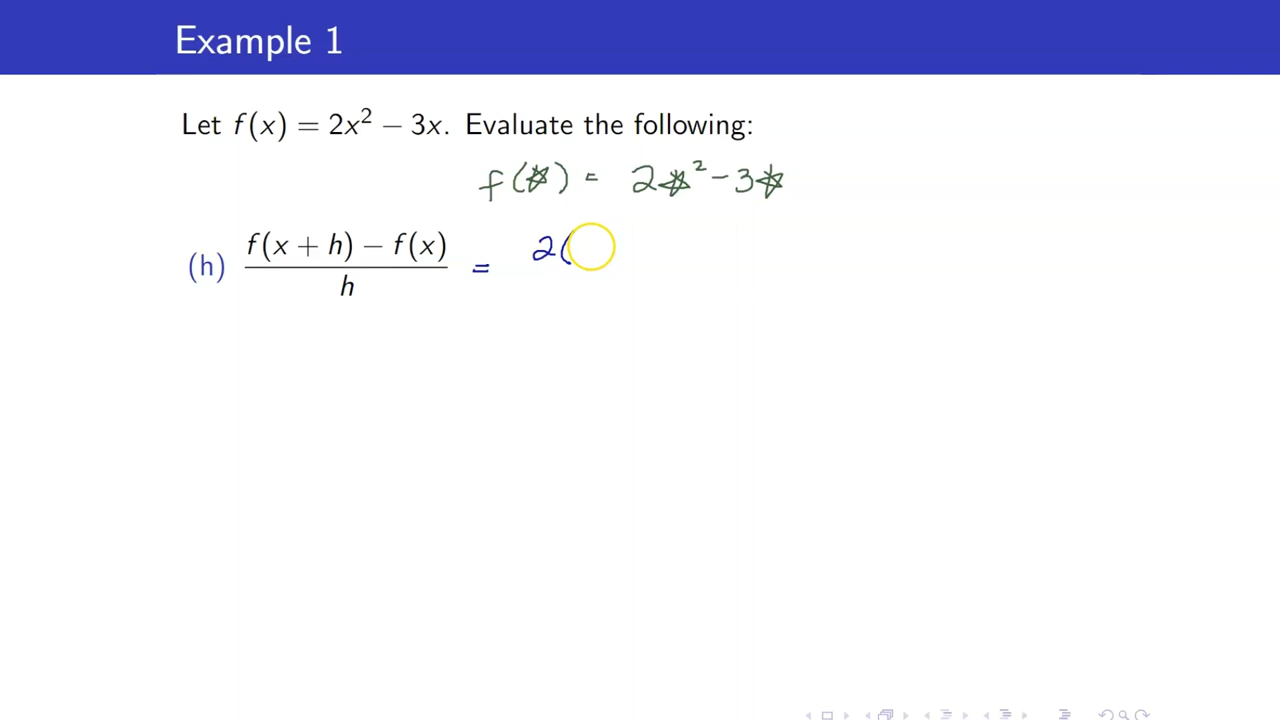 Example 1
Let f(x) = 2x² − 3x. Evaluate the following:
f(☆) = 2☆² − 3☆
(h) f(x + h) − f(x) = 2(
h